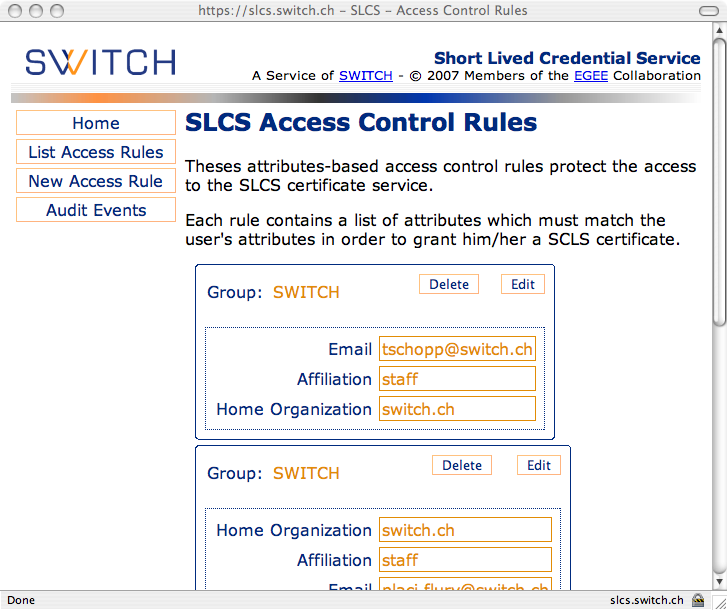 https://slcs.switch.ch – SLCS – Access Control Rules
SWITCH
Short Lived Credential Service
A Service of SWITCH - © 2007 Members of the EGEE Collaboration
Home
List Access Rules
New Access Rule
Audit Events
SLCS Access Control Rules
Theses attributes-based access control rules protect the access
to the SLCS certificate service.
Each rule contains a list of attributes which must match the
user's attributes in order to grant him/her a SCLS certificate.
Group: SWITCH Delete Edit
Email tschopp@switch.ch
Affiliation staff
Home Organization switch.ch
Group: SWITCH Delete Edit
Home Organization switch.ch
Affiliation staff
Email placi.flury@switch.ch
Done slcs.switch.ch